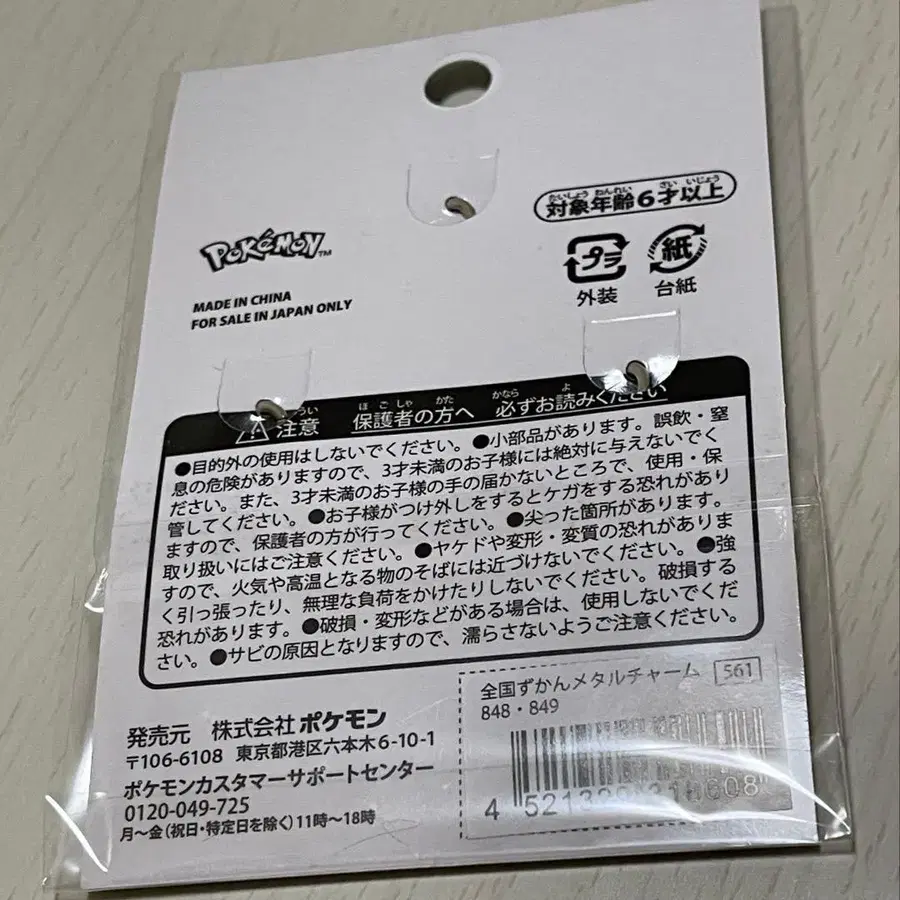 たいしょう ねんれい さい いじょう
対象年齢6才以上
POKÉMON™
プラ 紙
外装 台紙
MADE IN CHINA
FOR SALE IN JAPAN ONLY
ほごしゃ かた かなら よ
注意 保護者の方へ 必ずお読みください
●目的外の使用はしないでください。●小部品があります。誤飲・窒
息の危険がありますので、3才未満のお子様には絶対に与えないでく
ださい。また、3才未満のお子様の手の届かないところで、使用・保
管してください。●お子様がつけ外しをするとケガをする恐れがあり
ますので、保護者の方が行ってください。●尖った箇所があります。
取り扱いにはご注意ください。●ヤケドや変形・変質の恐れがありま
すので、火気や高温となる物のそばには近づけないでください。●強
く引っ張ったり、無理な負荷をかけたりしないでください。破損する
恐れがあります。●破損・変形などがある場合は、使用しないでくだ
さい。●サビの原因となりますので、濡らさないようご注意ください。
発売元 株式会社 ポケモン
〒106-6108 東京都港区六本木6-10-1
ポケモンカスタマーサポートセンター
0120-049-725
月～金(祝日・特定日を除く)11時～18時
全国ずかんメタルチャーム 561
848・849